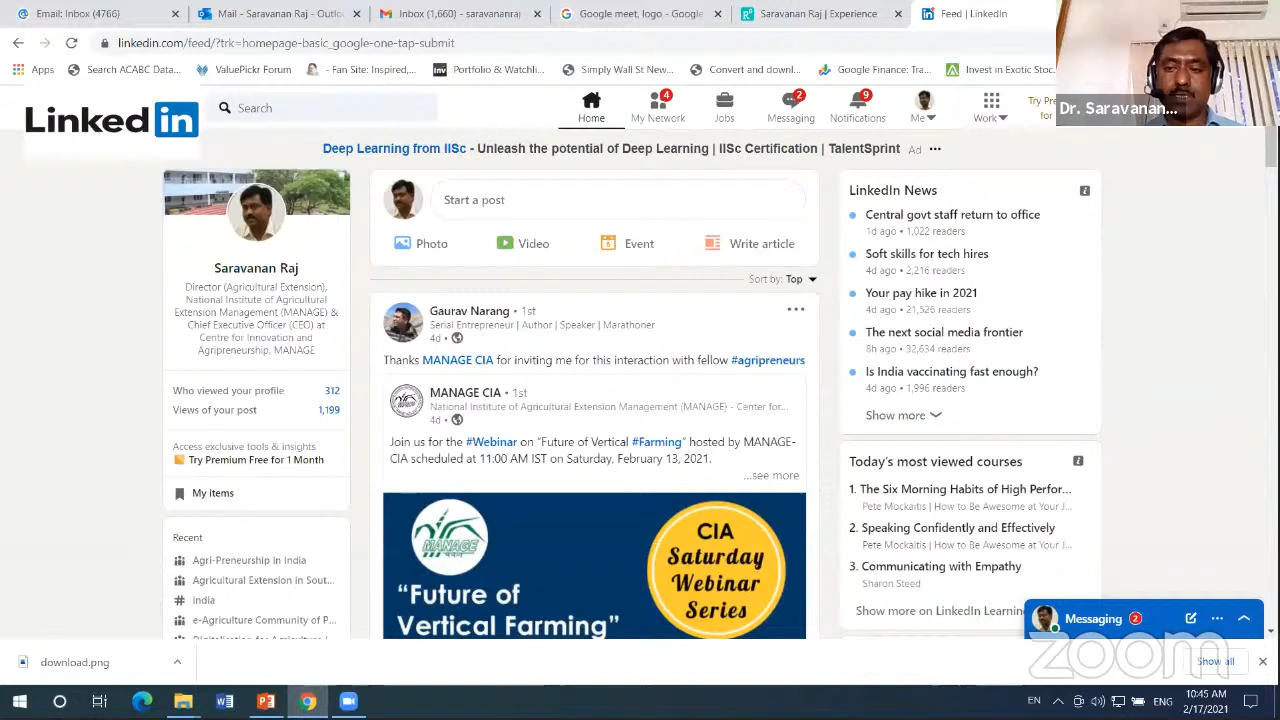 Email - Inbox (4766)
Mail - Saravanan Raj - Outlo
Inbox (1,660) - saravan
Google meet logo - Google
Saravanan Raj | Experience
Feed | LinkedIn
linkedin.com/feed/?trk=homepage-basic_google-one-tap-submit
Apps
Search ACABC Data...
ValuePickr Forum
- Fan Site: Inspired,...
Simply Wall St New...
Convert and downl...
Google Finance: Tra...
Invest in Exotic Stoc
Dr. Saravanan...
LinkedIn
Search
Home
4
My Network
Jobs
2
Messaging
9
Notifications
Me
Work
Try Pre
for
Deep Learning from IISc - Unleash the potential of Deep Learning | IISc Certification | TalentSprint Ad ...
Saravanan Raj
Director (Agricultural Extension),
National Institute of Agricultural
Extension Management (MANAGE) &
Chief Executive Officer (CEO) at
Centre for Innovation and
Agripreneurship, MANAGE
Who viewed your profile 312
Views of your post 1,199
Access exclusive tools & insights
Try Premium Free for 1 Month
My Items
Recent
Agri-Preneurship in India
Agricultural Extension in Sout...
# india
e-Agriculture Community of P...
Start a post
Photo
Video
Event
Write article
Sort by: Top
Gaurav Narang • 1st
Serial Entrepreneur | Author | Speaker | Marathoner
4d •
Thanks MANAGE CIA for inviting me for this interaction with fellow #agripreneurs
MANAGE CIA • 1st
National Institute of Agricultural Extension Management (MANAGE) - Center for...
4d •
Join us for the #Webinar on "Future of Vertical #Farming" hosted by MANAGE-
CIA scheduled at 11:00 AM IST on Saturday, February 13, 2021.
...see more
MANAGE
"Future of
Vertical Farming"
CIA
Saturday
Webinar
Series
LinkedIn News
Central govt staff return to office
1d ago • 1,022 readers
Soft skills for tech hires
4d ago • 2,216 readers
Your pay hike in 2021
4d ago • 21,526 readers
The next social media frontier
8h ago • 32,634 readers
Is India vaccinating fast enough?
4d ago • 1,996 readers
Show more
Today's most viewed courses
1. The Six Morning Habits of High Perfor...
Pete Mockaitis | How to Be Awesome at Your J...
2. Speaking Confidently and Effectively
Pete Mockaitis | How to Be Awesome at Your J...
3. Communicating with Empathy
Sharon Steed
Show more on LinkedIn Learnin
Messaging 2
zoom
download.png
Show all
EN
ENG
10:45 AM
2/17/2021